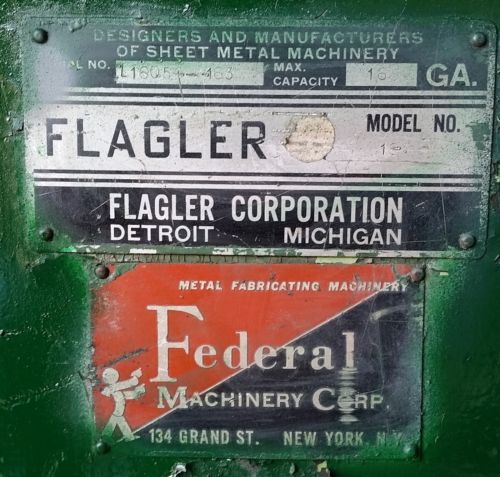 DESIGNERS AND MANUFACTURERS
OF SHEET METAL MACHINERY
NO. MAX. CAPACITY 16 GA.
FLAGLER MODEL NO.
FLAGLER CORPORATION
DETROIT MICHIGAN
METAL FABRICATING MACHINERY
Federal
MACHINERY CORP.
134 GRAND ST. NEW YORK, N.Y.